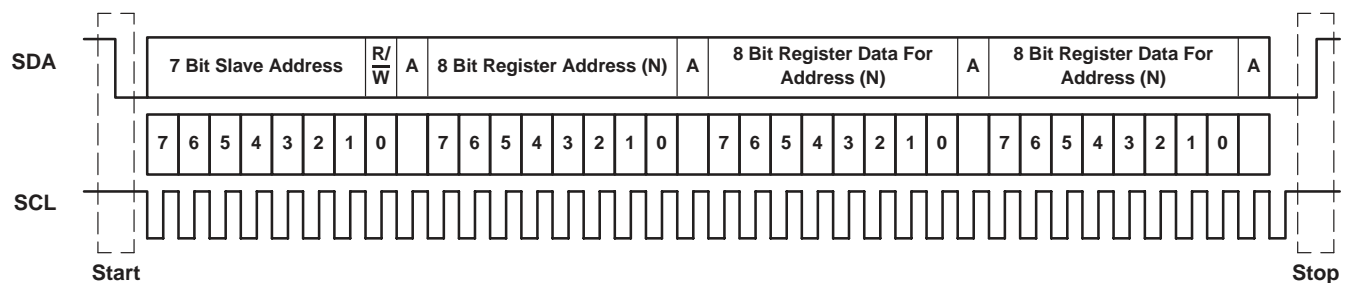 SDA
7 Bit Slave Address
R/
W
A
8 Bit Register Address (N)
A
8 Bit Register Data For
Address (N)
A
8 Bit Register Data For
Address (N)
A
7 6 5 4 3 2 1 0 7 6 5 4 3 2 1 0 7 6 5 4 3 2 1 0 7 6 5 4 3 2 1 0
SCL
Start
Stop